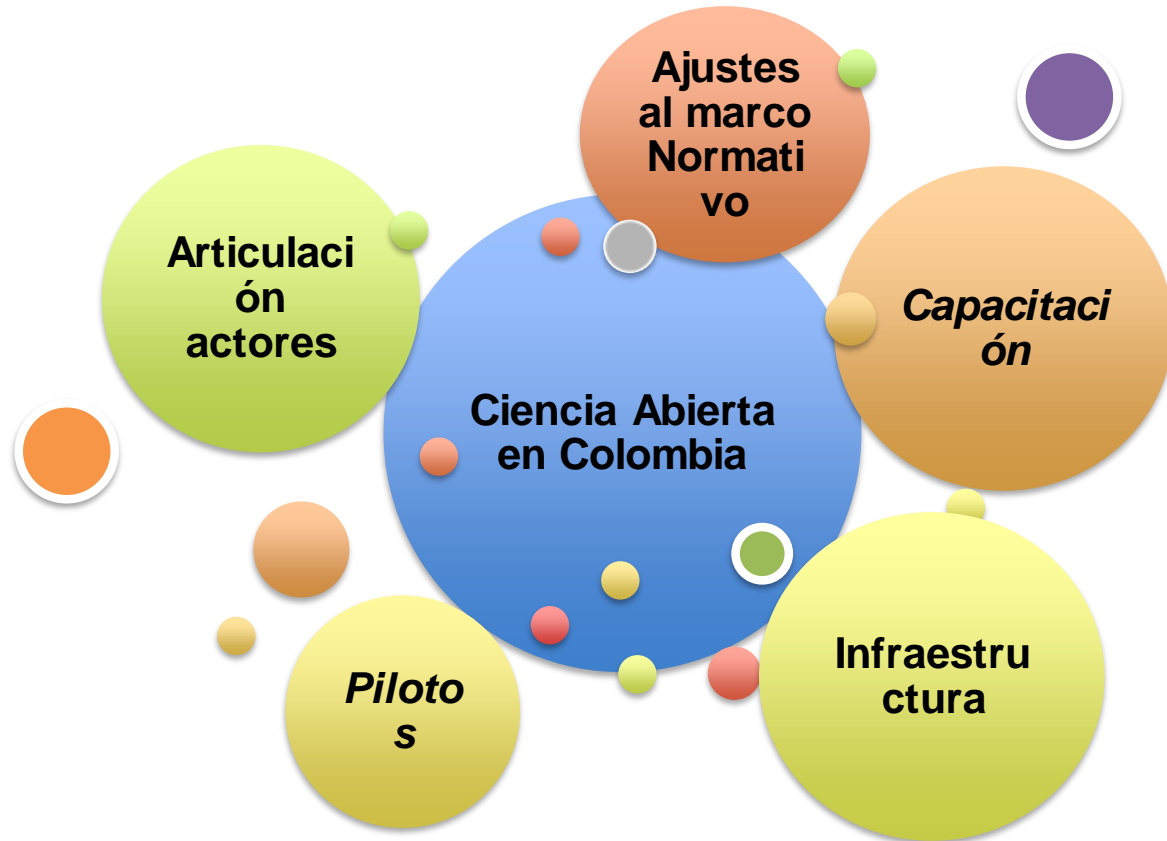 Ajustes
al marco
Normati
vo
Articulaci
ón
actores
Capacitaci
ón
Ciencia Abierta
en Colombia
Infraestru
ctura
Piloto
s